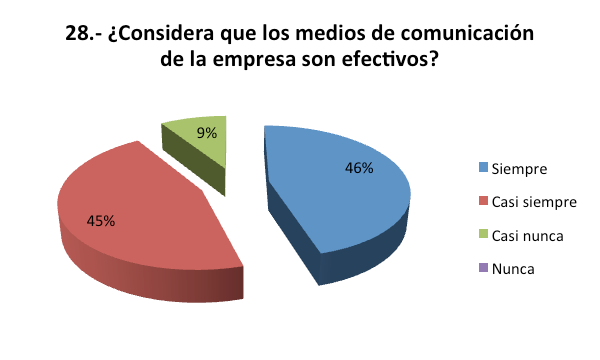 28.- ¿Considera que los medios de comunicación
de la empresa son efectivos?
9%
46%
45%
Siempre
Casi siempre
Casi nunca
Nunca